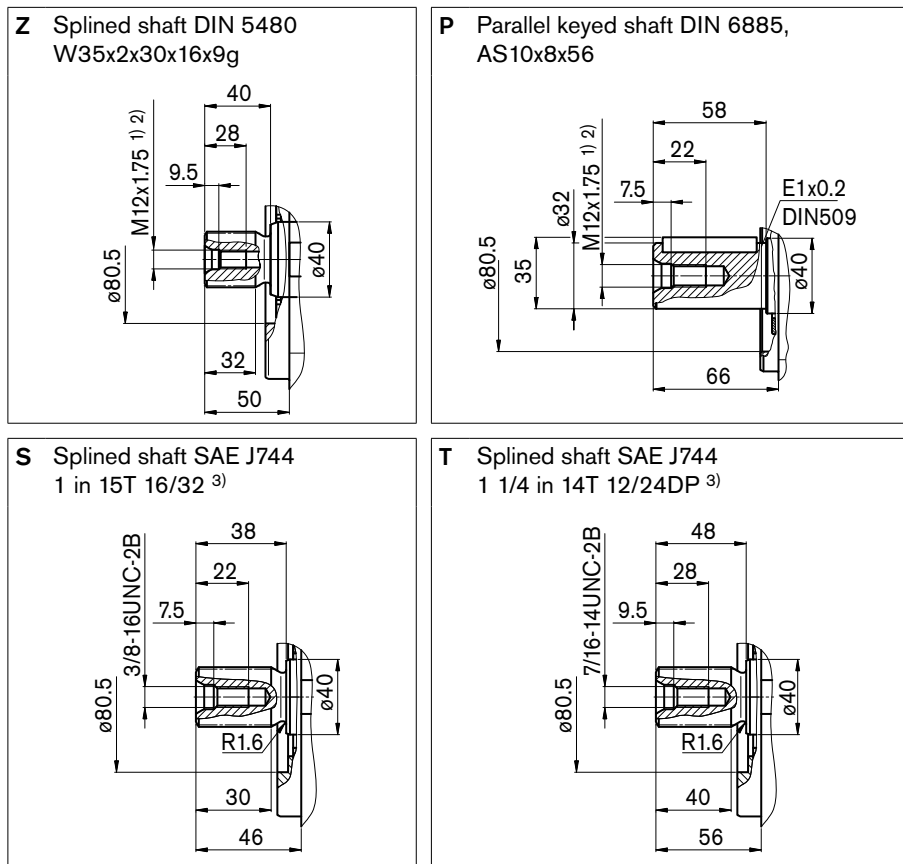 Z Splined shaft DIN 5480
W35x2x30x16x9g
40
28
9.5
M12x1.75 1) 2)
ø80.5
ø40
32
50
P Parallel keyed shaft DIN 6885,
AS10x8x56
58
22
7.5
M12x1.75 1) 2)
ø32
35
ø80.5
E1x0.2
DIN509
ø40
66
S Splined shaft SAE J744
1 in 15T 16/32 3)
38
22
7.5
3/8-16UNC-2B
ø80.5
R1.6
ø40
30
46
T Splined shaft SAE J744
1 1/4 in 14T 12/24DP 3)
48
28
9.5
7/16-14UNC-2B
ø80.5
R1.6
ø40
40
56